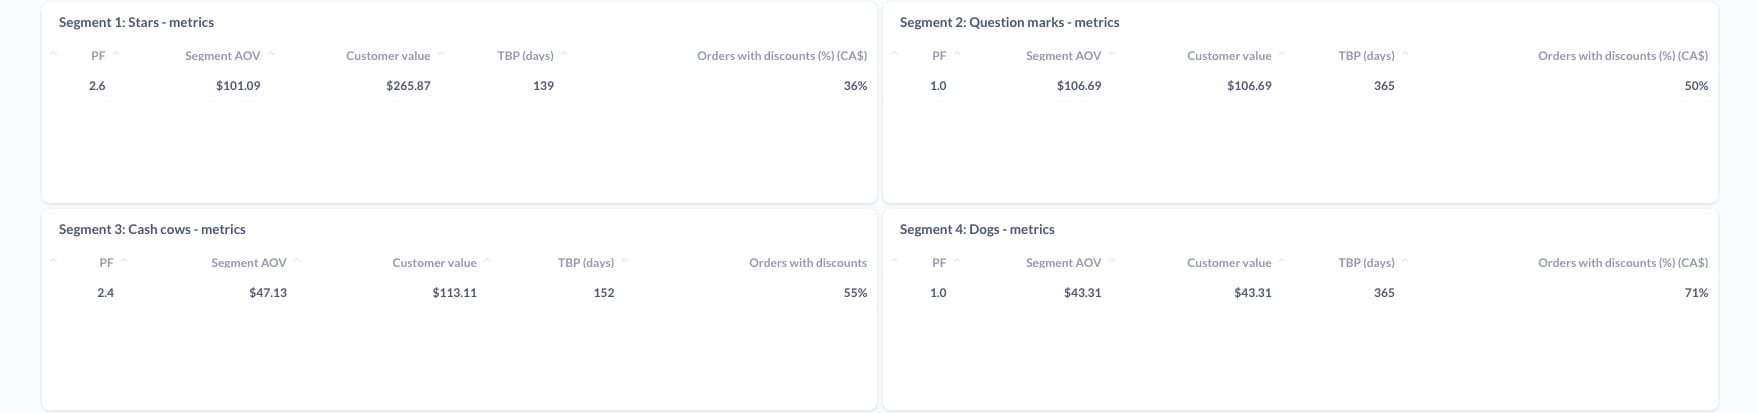 Segment 1: Stars - metrics
PF Segment AOV Customer value TBP (days) Orders with discounts (%) (CA$)
2.6 $101.09 $265.87 139 36%
Segment 2: Question marks - metrics
PF Segment AOV Customer value TBP (days) Orders with discounts (%) (CA$)
1.0 $106.69 $106.69 365 50%
Segment 3: Cash cows - metrics
PF Segment AOV Customer value TBP (days) Orders with discounts
2.4 $47.13 $113.11 152 55%
Segment 4: Dogs - metrics
PF Segment AOV Customer value TBP (days) Orders with discounts (%) (CA$)
1.0 $43.31 $43.31 365 71%